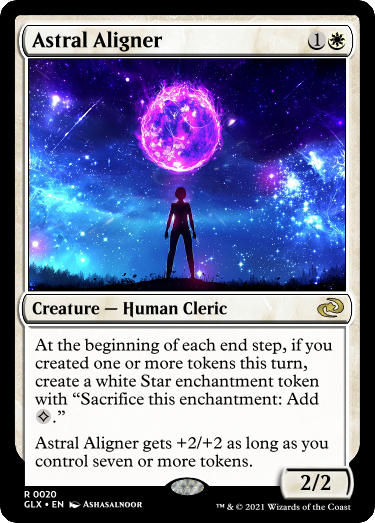 Astral Aligner 1
Creature — Human Cleric
At the beginning of each end step, if you
created one or more tokens this turn,
create a white Star enchantment token
with “Sacrifice this enchantment: Add
.”
Astral Aligner gets +2/+2 as long as you
control seven or more tokens.
2/2
R 0020
GLX • EN ASHASALNOOR
™ & © 2021 Wizards of the Coast